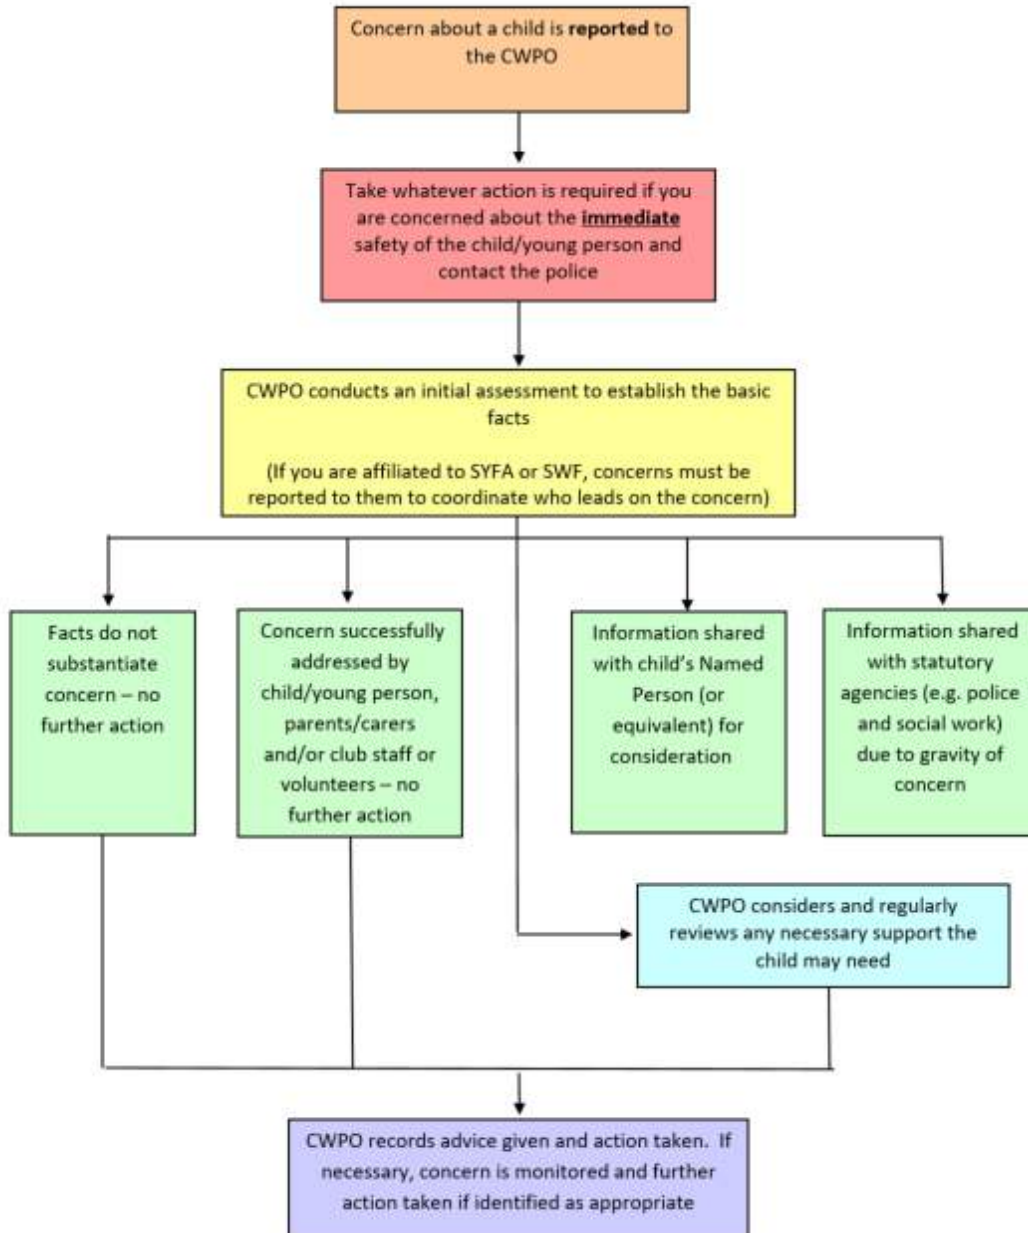 Concern about a child is reported to
the CWPO
Take whatever action is required if you
are concerned about the immediate
safety of the child/young person and
contact the police
CWPO conducts an initial assessment to establish the basic
facts
(If you are affiliated to SYFA or SWF, concerns must be
reported to them to coordinate who leads on the concern)
Facts do not
substantiate
concern – no
further action
Concern successfully
addressed by
child/young person,
parents/carers
and/or club staff or
volunteers – no
further action
Information shared
with child's Named
Person (or
equivalent) for
consideration
Information shared
with statutory
agencies (e.g. police
and social work)
due to gravity of
concern
CWPO considers and regularly
reviews any necessary support the
child may need
CWPO records advice given and action taken.  If
necessary, concern is monitored and further
action taken if identified as appropriate